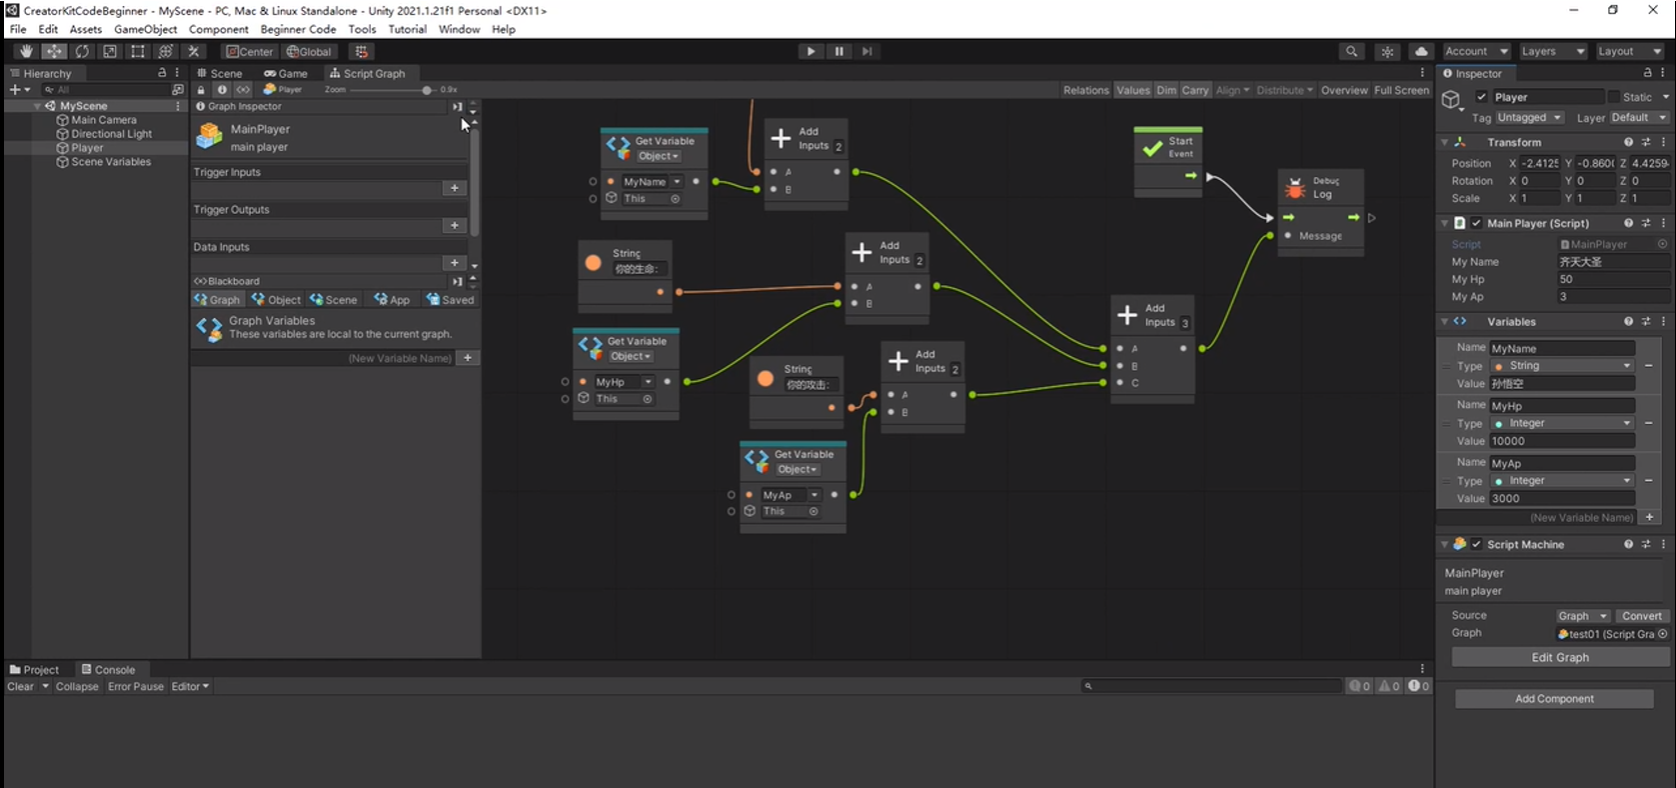 CreatorKitCodeBeginner - MyScene - PC, Mac & Linux Standalone - Unity 2021.1.21f1 Personal <DX11>
File Edit Assets GameObject Component Beginner Code Tools Tutorial Window Help
Center Global
Account Layers Layout
Hierarchy
All
MyScene
Main Camera
Directional Light
Player
Scene Variables
Scene Game Script Graph
Player Zoom 0.9x
Relations Values Dim Carry Align Distribute Overview Full Screen
Graph Inspector
MainPlayer
main player
Trigger Inputs
Trigger Outputs
Data Inputs
Blackboard
Graph Object Scene App Saved
Graph Variables
These variables are local to the current graph.
(New Variable Name)
Get Variable
Object
MyName
This
Add
Inputs 2
A
B
String
你的生命:
Add
Inputs 2
A
B
Get Variable
Object
MyHp
This
String
你的攻击:
Add
Inputs 2
A
B
Get Variable
Object
MyAp
This
Add
Inputs 3
A
B
C
Start
Event
Debug
Log
Message
Inspector
Player Static
Tag Untagged Layer Default
Transform
Position X -2.4125 Y -0.860( Z 4.4259
Rotation X 0 Y 0 Z 0
Scale X 1 Y 1 Z 1
Main Player (Script)
Script MainPlayer
My Name 齐天大圣
My Hp 50
My Ap 3
Variables
Name MyName
Type String
Value 孙悟空
Name MyHp
Type Integer
Value 10000
Name MyAp
Type Integer
Value 3000
(New Variable Name)
Script Machine
MainPlayer
main player
Source Graph Convert
Graph test01 (Script Gra
Edit Graph
Add Component
Project Console
Clear Collapse Error Pause Editor
0 0 0